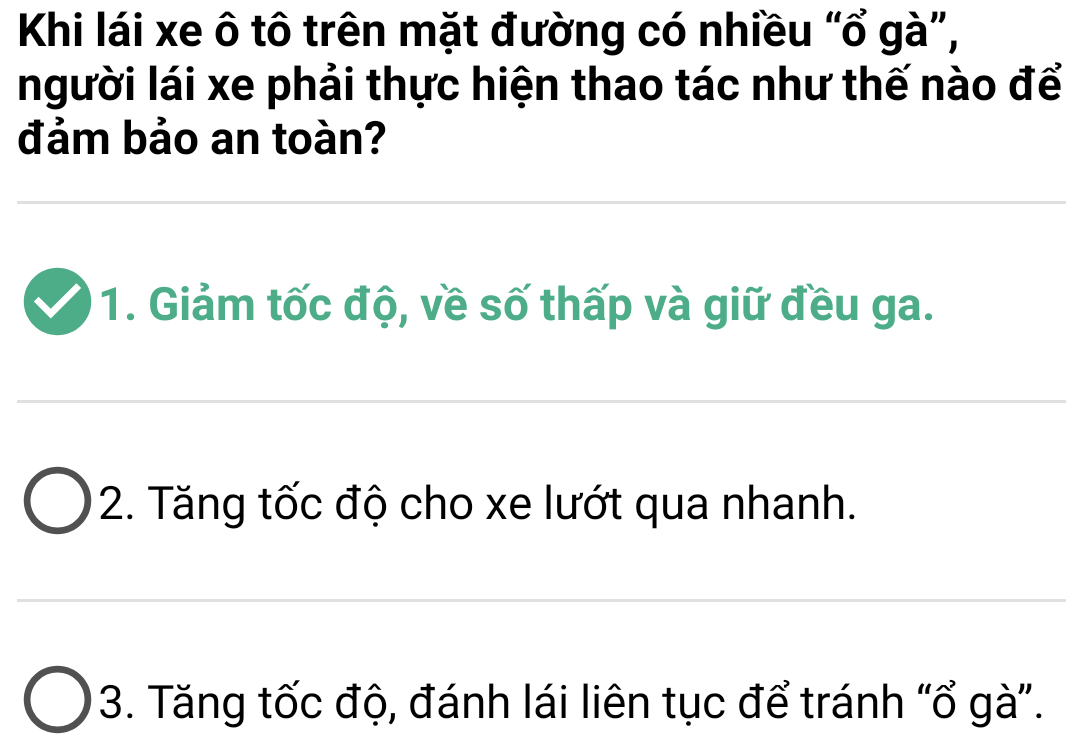 Khi lái xe ô tô trên mặt đường có nhiều “ổ gà”,
người lái xe phải thực hiện thao tác như thế nào để
đảm bảo an toàn?
1. Giảm tốc độ, về số thấp và giữ đều ga.
2. Tăng tốc độ cho xe lướt qua nhanh.
3. Tăng tốc độ, đánh lái liên tục để tránh “ổ gà”.